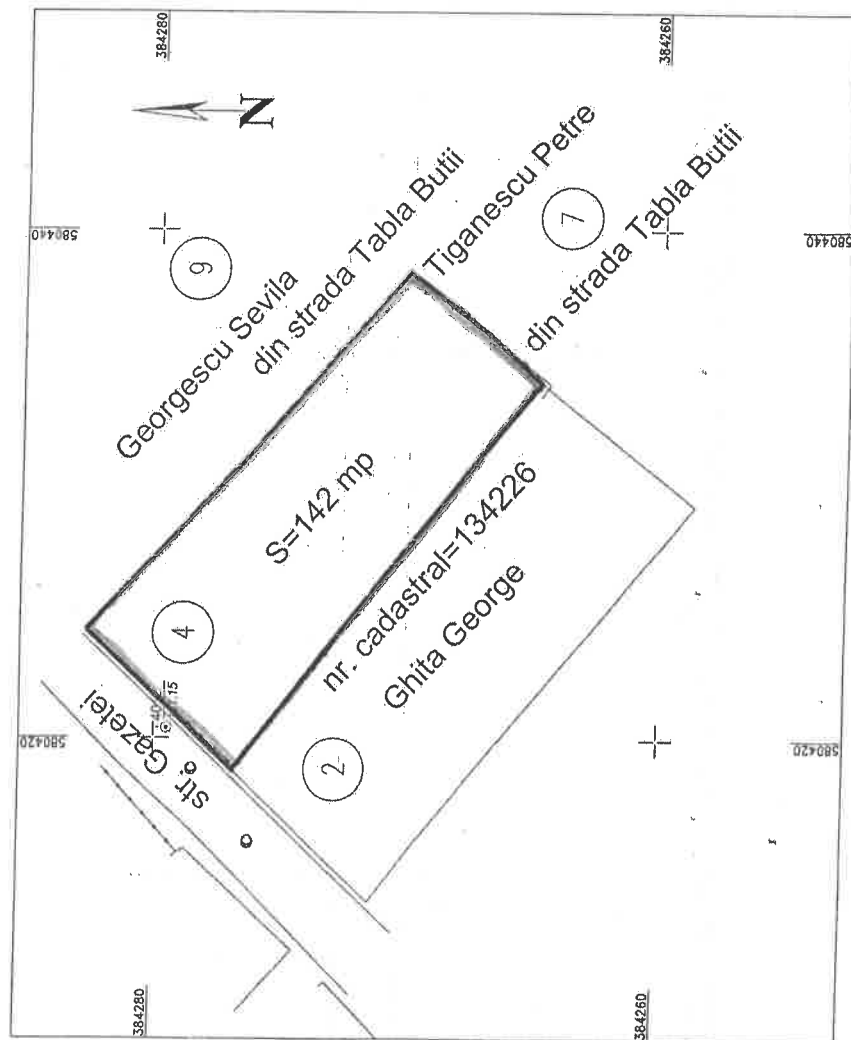 384280
384260
N
580440
9
Georgescu Sevila
din strada Tabla Butii
Tiganescu Petre
din strada Tabla Butii
7
580440
S=142 mp
4
nr. cadastral=134226
Ghita George
str. Gazetei
580420
2
580420
384280
384260